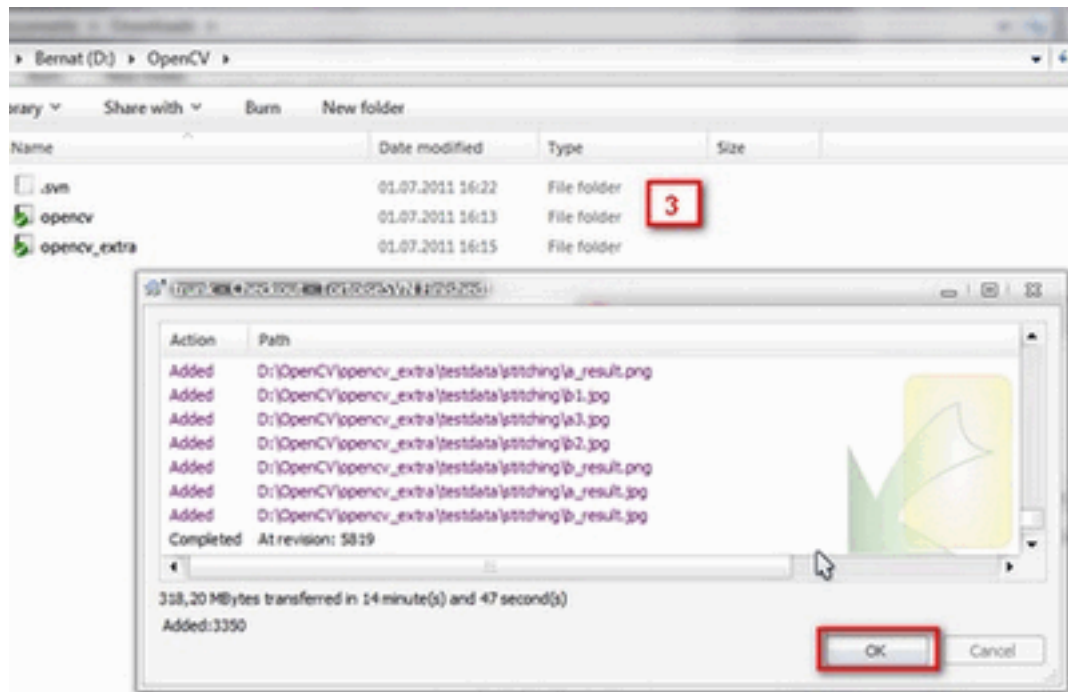 Bernat (D:) OpenCV
Share with Burn New folder
Name Date modified Type Size
.svn 01.07.2011 16:22 File folder
3
opencv 01.07.2011 16:13 File folder
opencv_extra 01.07.2011 16:15 File folder
Action Path
Added D:\OpenCV\opencv_extra\testdata\stitching\a_result.png
Added D:\OpenCV\opencv_extra\testdata\stitching\b1.jpg
Added D:\OpenCV\opencv_extra\testdata\stitching\a3.jpg
Added D:\OpenCV\opencv_extra\testdata\stitching\b2.jpg
Added D:\OpenCV\opencv_extra\testdata\stitching\b_result.png
Added D:\OpenCV\opencv_extra\testdata\stitching\a_result.jpg
Added D:\OpenCV\opencv_extra\testdata\stitching\b_result.jpg
Completed At revision: 5819
318,20 MBytes transferred in 14 minute(s) and 47 second(s)
Added:3350
OK Cancel